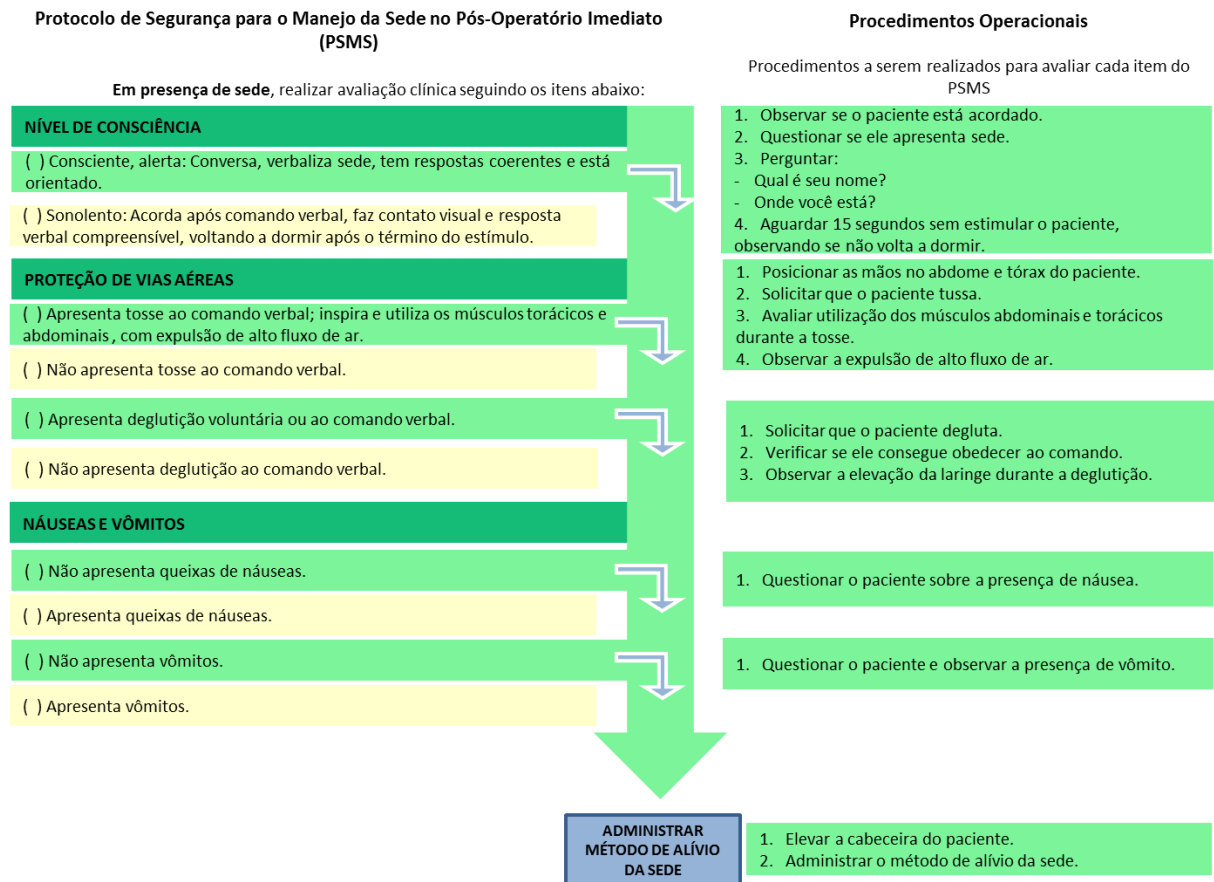 Protocolo de Segurança para o Manejo da Sede no Pós-Operatório Imediato
(PSMS)
Em presença de sede, realizar avaliação clínica seguindo os itens abaixo:
NÍVEL DE CONSCIÊNCIA
( ) Consciente, alerta: Conversa, verbaliza sede, tem respostas coerentes e está
orientado.
( ) Sonolento: Acorda após comando verbal, faz contato visual e resposta
verbal compreensível, voltando a dormir após o término do estímulo.
PROTEÇÃO DE VIAS AÉREAS
( ) Apresenta tosse ao comando verbal; inspira e utiliza os músculos torácicos e
abdominais , com expulsão de alto fluxo de ar.
( ) Não apresenta tosse ao comando verbal.
( ) Apresenta deglutição voluntária ou ao comando verbal.
( ) Não apresenta deglutição ao comando verbal.
NÁUSEAS E VÔMITOS
( ) Não apresenta queixas de náuseas.
( ) Apresenta queixas de náuseas.
( ) Não apresenta vômitos.
( ) Apresenta vômitos.
Procedimentos Operacionais
Procedimentos a serem realizados para avaliar cada item do
PSMS
1. Observar se o paciente está acordado.
2. Questionar se ele apresenta sede.
3. Perguntar:
- Qual é seu nome?
- Onde você está?
4. Aguardar 15 segundos sem estimular o paciente,
observando se não volta a dormir.
1. Posicionar as mãos no abdome e tórax do paciente.
2. Solicitar que o paciente tussa.
3. Avaliar utilização dos músculos abdominais e torácicos
durante a tosse.
4. Observar a expulsão de alto fluxo de ar.
1. Solicitar que o paciente degluta.
2. Verificar se ele consegue obedecer ao comando.
3. Observar a elevação da laringe durante a deglutição.
1. Questionar o paciente sobre a presença de náusea.
1. Questionar o paciente e observar a presença de vômito.
ADMINISTRAR
MÉTODO DE ALÍVIO
DA SEDE
1. Elevar a cabeceira do paciente.
2. Administrar o método de alívio da sede.